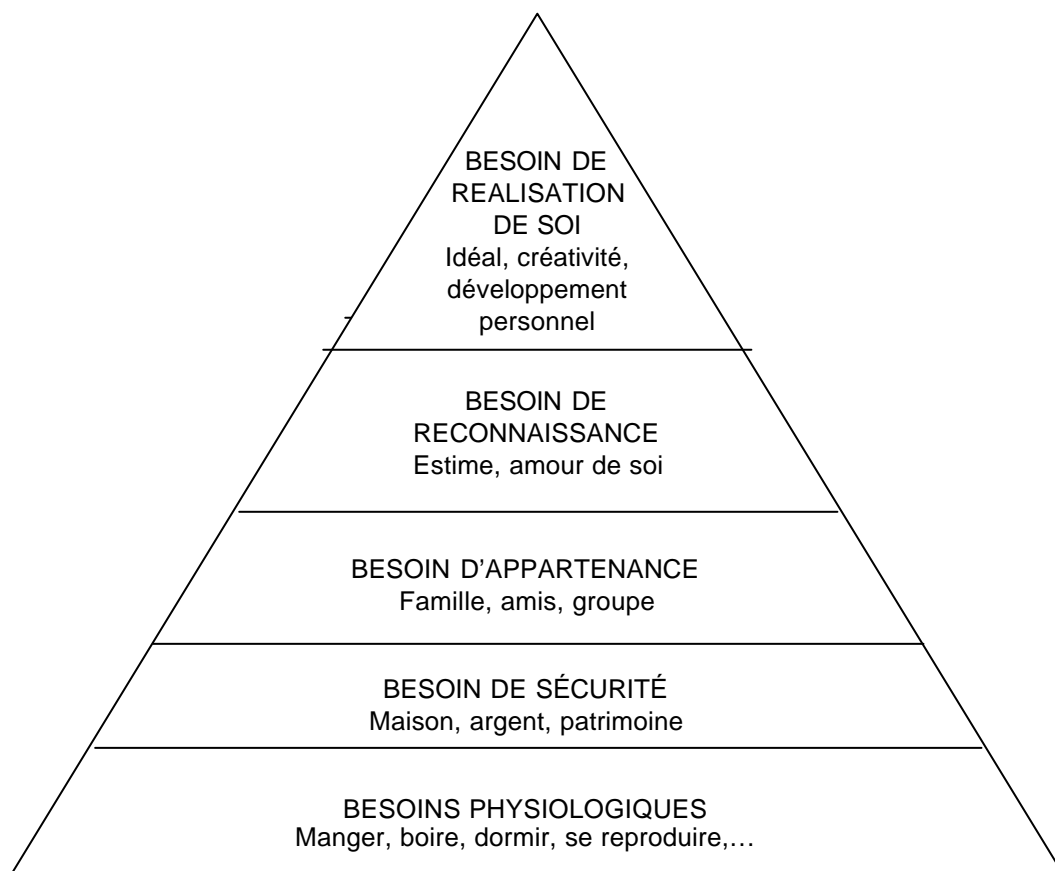 BESOIN DE
REALISATION
DE SOI
Idéal, créativité,
développement
personnel
BESOIN DE
RECONNAISSANCE
Estime, amour de soi
BESOIN D'APPARTENANCE
Famille, amis, groupe
BESOIN DE SÉCURITÉ
Maison, argent, patrimoine
BESOINS PHYSIOLOGIQUES
Manger, boire, dormir, se reproduire,…